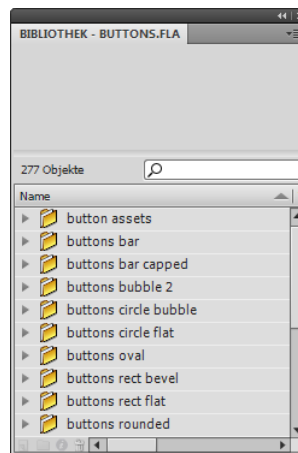 BIBLIOTHEK - BUTTONS.FLA
277 Objekte
Name
button assets
buttons bar
buttons bar capped
buttons bubble 2
buttons circle bubble
buttons circle flat
buttons oval
buttons rect bevel
buttons rect flat
buttons rounded